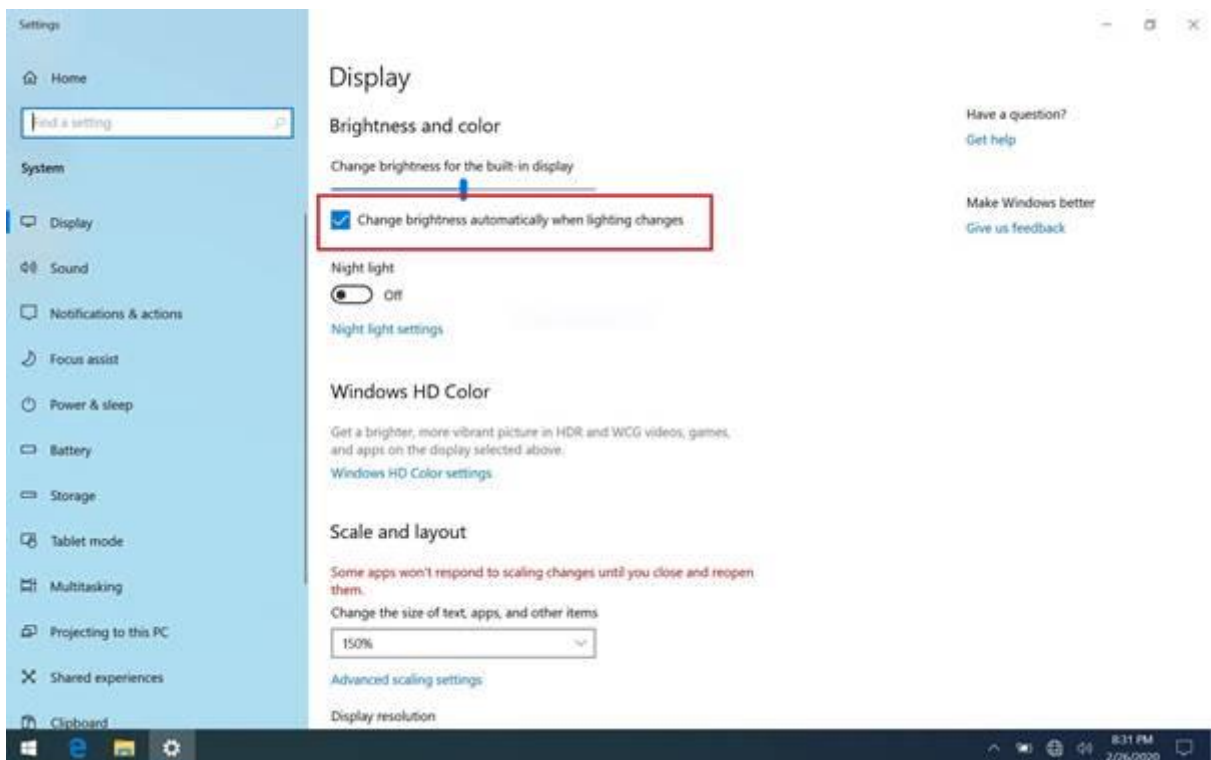 Settings
Home
Find a setting
System
Display
Sound
Notifications & actions
Focus assist
Power & sleep
Battery
Storage
Tablet mode
Multitasking
Projecting to this PC
Shared experiences
Clipboard
Display
Brightness and color
Change brightness for the built-in display
Change brightness automatically when lighting changes
Night light
Off
Night light settings
Windows HD Color
Get a brighter, more vibrant picture in HDR and WCG videos, games,
and apps on the display selected above.
Windows HD Color settings
Scale and layout
Some apps won't respond to scaling changes until you close and reopen
them.
Change the size of text, apps, and other items
150%
Advanced scaling settings
Display resolution
Have a question?
Get help
Make Windows better
Give us feedback
8:31 PM
2/26/2020